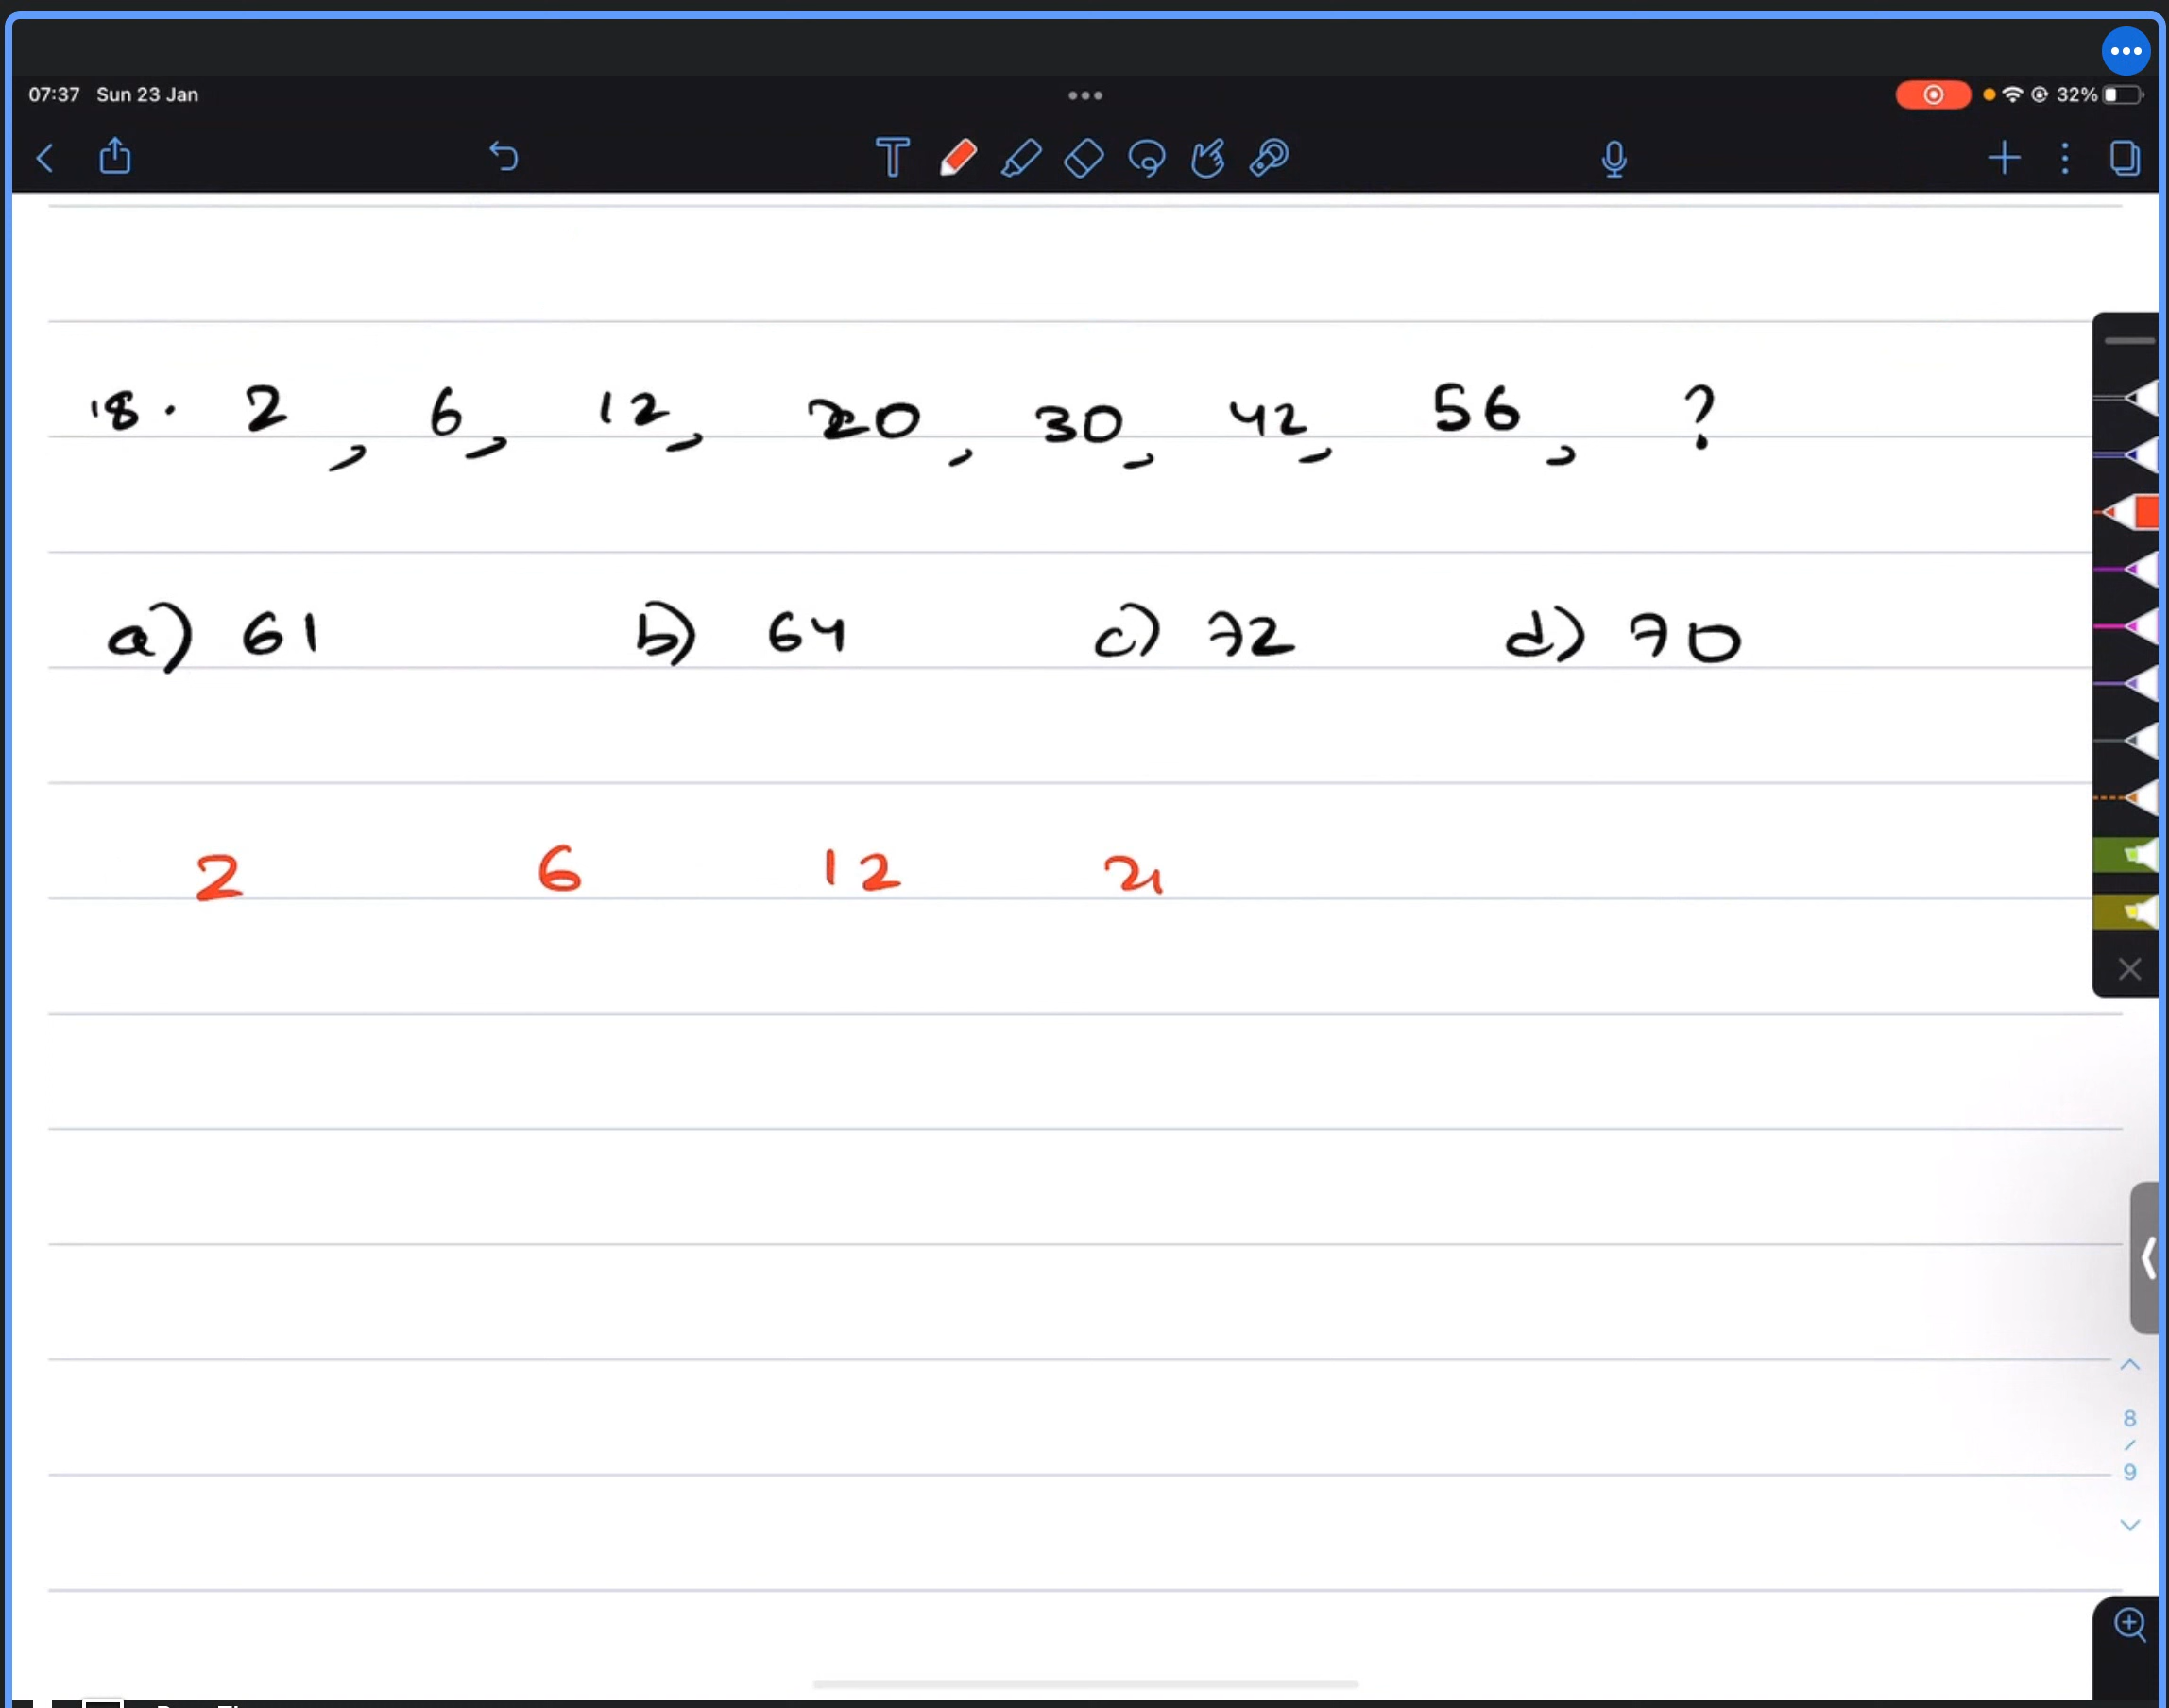 07:37 Sun 23 Jan
32%
T
18. 2, 6, 12, 20, 30, 42, 56, ?
a) 61 b) 64 c) 72 d) 70
2 6 12
8
/
9